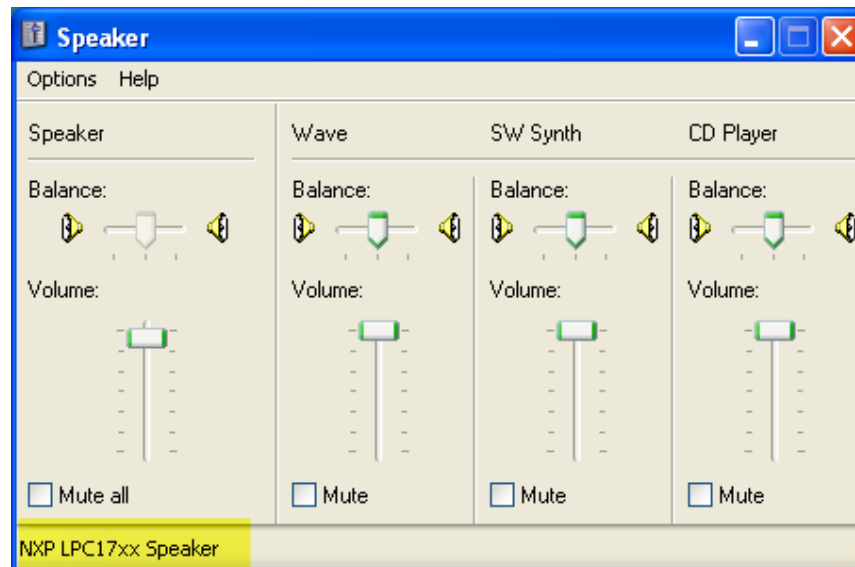 Speaker
Options Help
Speaker Wave SW Synth CD Player
Balance: Balance: Balance: Balance:
Volume: Volume: Volume: Volume:
Mute all Mute Mute Mute
NXP LPC17xx Speaker